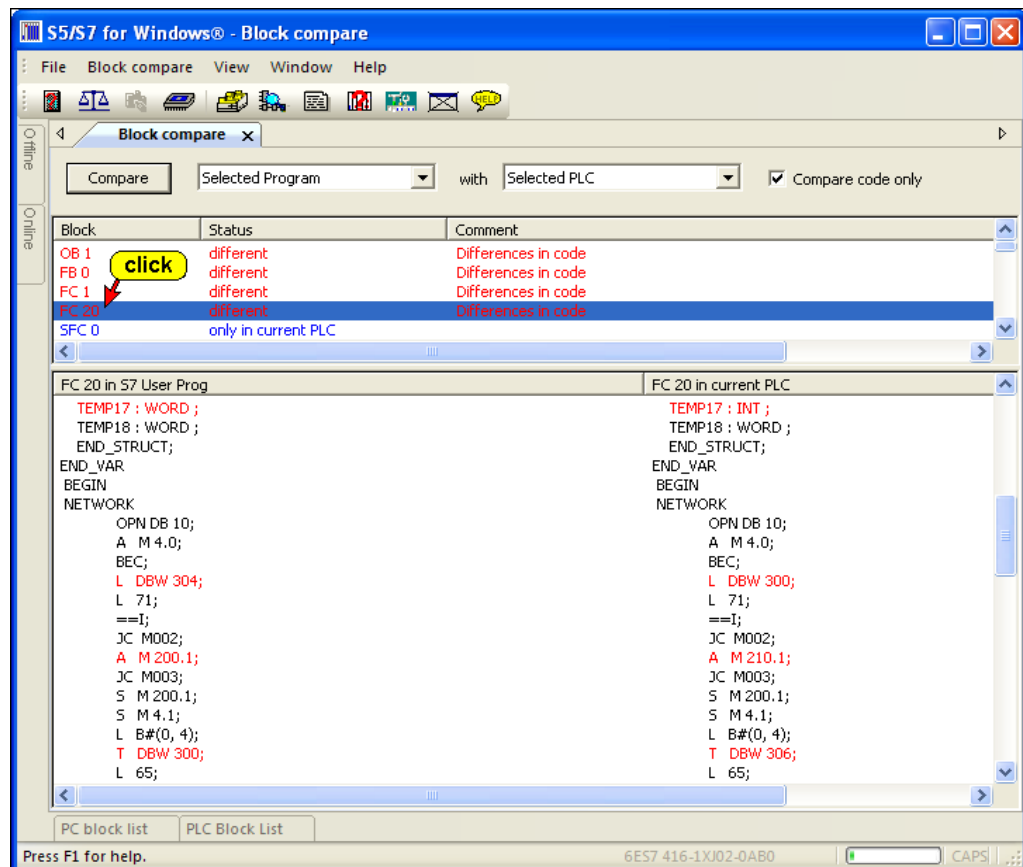 S5/S7 for Windows® - Block compare
File Block compare View Window Help
HELP
Offline
Online
Block compare x
Compare Selected Program with Selected PLC Compare code only
Block Status Comment
OB 1 different Differences in code
FB 0 different Differences in code
click
FC 1 different Differences in code
FC 20 different Differences in code
SFC 0 only in current PLC
FC 20 in S7 User Prog FC 20 in current PLC
TEMP17 : WORD ; TEMP17 : INT ;
TEMP18 : WORD ; TEMP18 : WORD ;
END_STRUCT; END_STRUCT;
END_VAR END_VAR
BEGIN BEGIN
NETWORK NETWORK
OPN DB 10; OPN DB 10;
A M 4.0; A M 4.0;
BEC; BEC;
L DBW 304; L DBW 300;
L 71; L 71;
==I; ==I;
JC M002; JC M002;
A M 200.1; A M 210.1;
JC M003; JC M003;
S M 200.1; S M 200.1;
S M 4.1; S M 4.1;
L B#(0, 4); L B#(0, 4);
T DBW 300; T DBW 306;
L 65; L 65;
PC block list PLC Block List
Press F1 for help. 6ES7 416-1XJ02-0AB0 CAPS